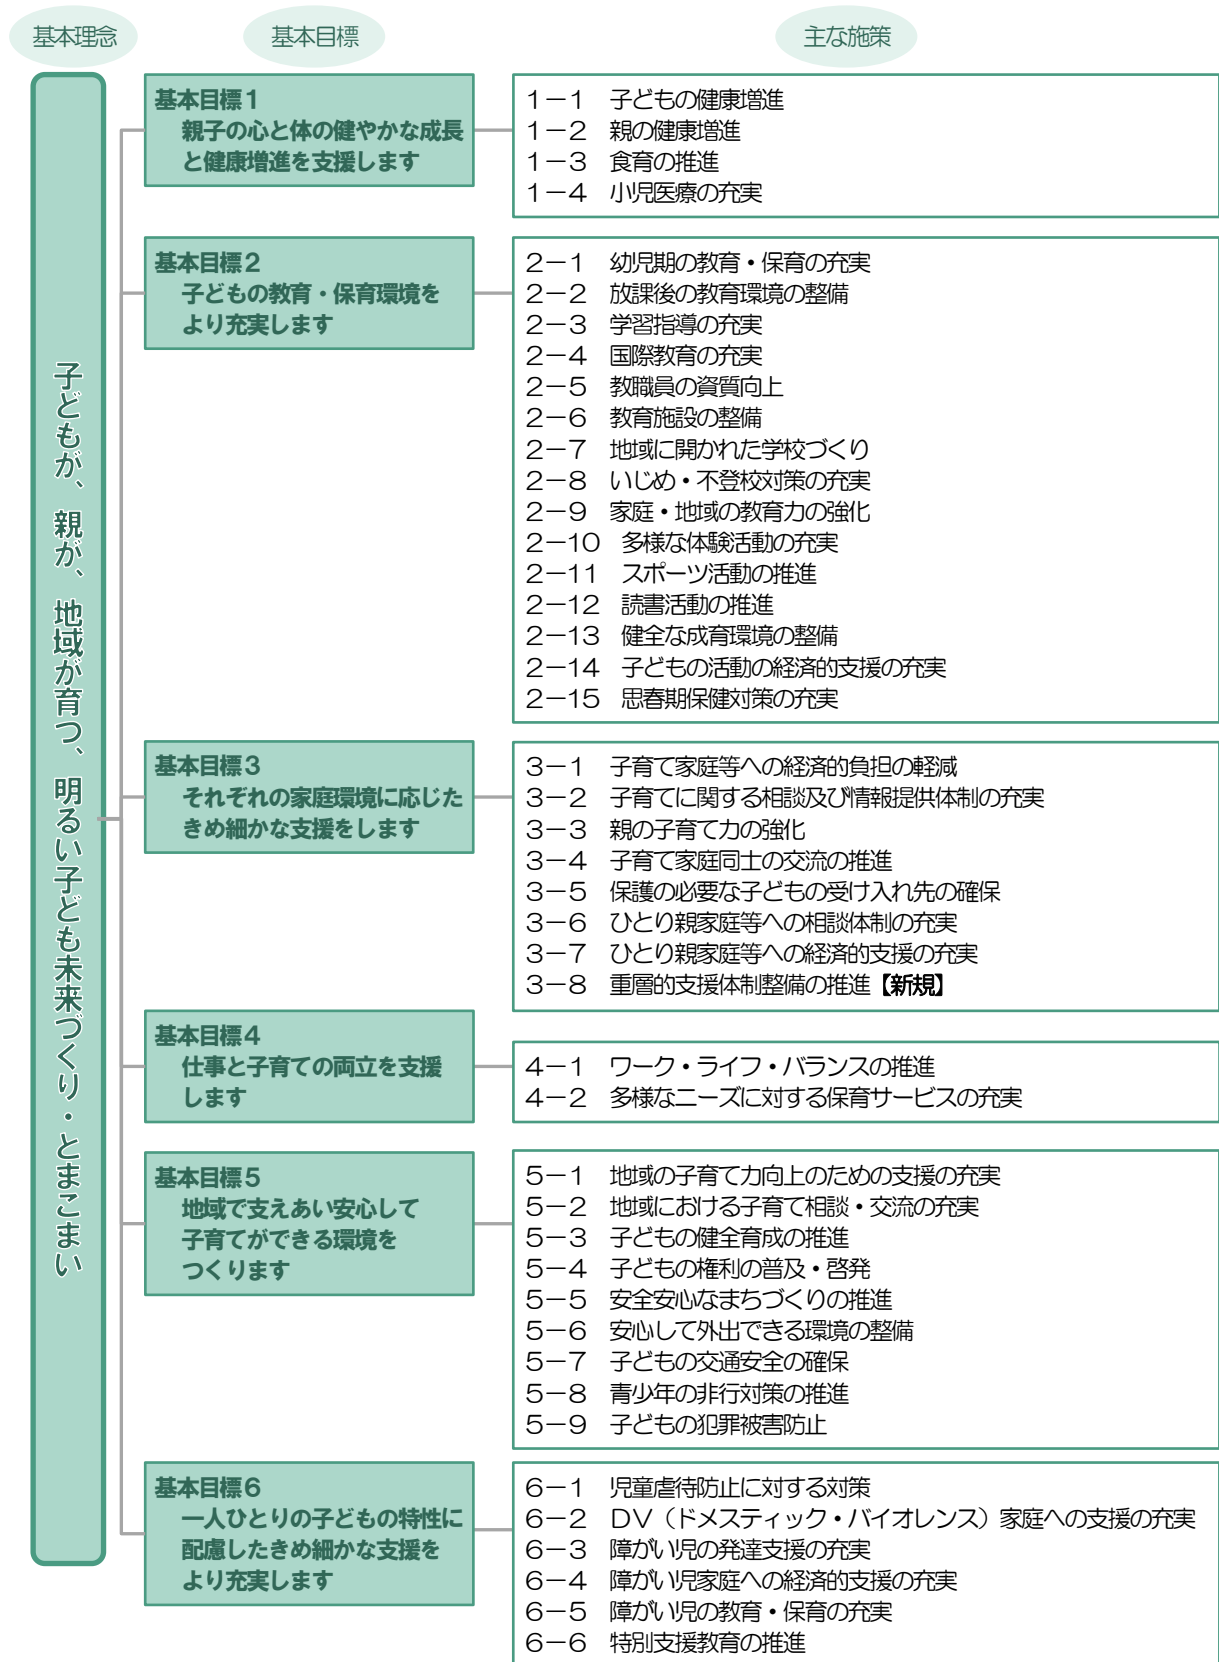 基本理念
基本目標
主な施策
子どもが、親が、地域が育つ、明るい子ども未来づくり・とまこまい
基本目標1
親子の心と体の健やかな成長
と健康増進を支援します
1－1　子どもの健康増進
1－2　親の健康増進
1－3　食育の推進
1－4　小児医療の充実
基本目標2
子どもの教育・保育環境を
より充実します
2－1　幼児期の教育・保育の充実
2－2　放課後の教育環境の整備
2－3　学習指導の充実
2－4　国際教育の充実
2－5　教職員の資質向上
2－6　教育施設の整備
2－7　地域に開かれた学校づくり
2－8　いじめ・不登校対策の充実
2－9　家庭・地域の教育力の強化
2－10　多様な体験活動の充実
2－11　スポーツ活動の推進
2－12　読書活動の推進
2－13　健全な成育環境の整備
2－14　子どもの活動の経済的支援の充実
2－15　思春期保健対策の充実
基本目標3
それぞれの家庭環境に応じた
きめ細かな支援をします
3－1　子育て家庭等への経済的負担の軽減
3－2　子育てに関する相談及び情報提供体制の充実
3－3　親の子育て力の強化
3－4　子育て家庭同士の交流の推進
3－5　保護の必要な子どもの受け入れ先の確保
3－6　ひとり親家庭等への相談体制の充実
3－7　ひとり親家庭等への経済的支援の充実
3－8　重層的支援体制整備の推進【新規】
基本目標4
仕事と子育ての両立を支援
します
4－1　ワーク・ライフ・バランスの推進
4－2　多様なニーズに対する保育サービスの充実
基本目標5
地域で支えあい安心して
子育てができる環境を
つくります
5－1　地域の子育て力向上のための支援の充実
5－2　地域における子育て相談・交流の充実
5－3　子どもの健全育成の推進
5－4　子どもの権利の普及・啓発
5－5　安全安心なまちづくりの推進
5－6　安心して外出できる環境の整備
5－7　子どもの交通安全の確保
5－8　青少年の非行対策の推進
5－9　子どもの犯罪被害防止
基本目標6
一人ひとりの子どもの特性に
配慮したきめ細かな支援を
より充実します
6－1　児童虐待防止に対する対策
6－2　DV（ドメスティック・バイオレンス）家庭への支援の充実
6－3　障がい児の発達支援の充実
6－4　障がい児家庭への経済的支援の充実
6－5　障がい児の教育・保育の充実
6－6　特別支援教育の推進